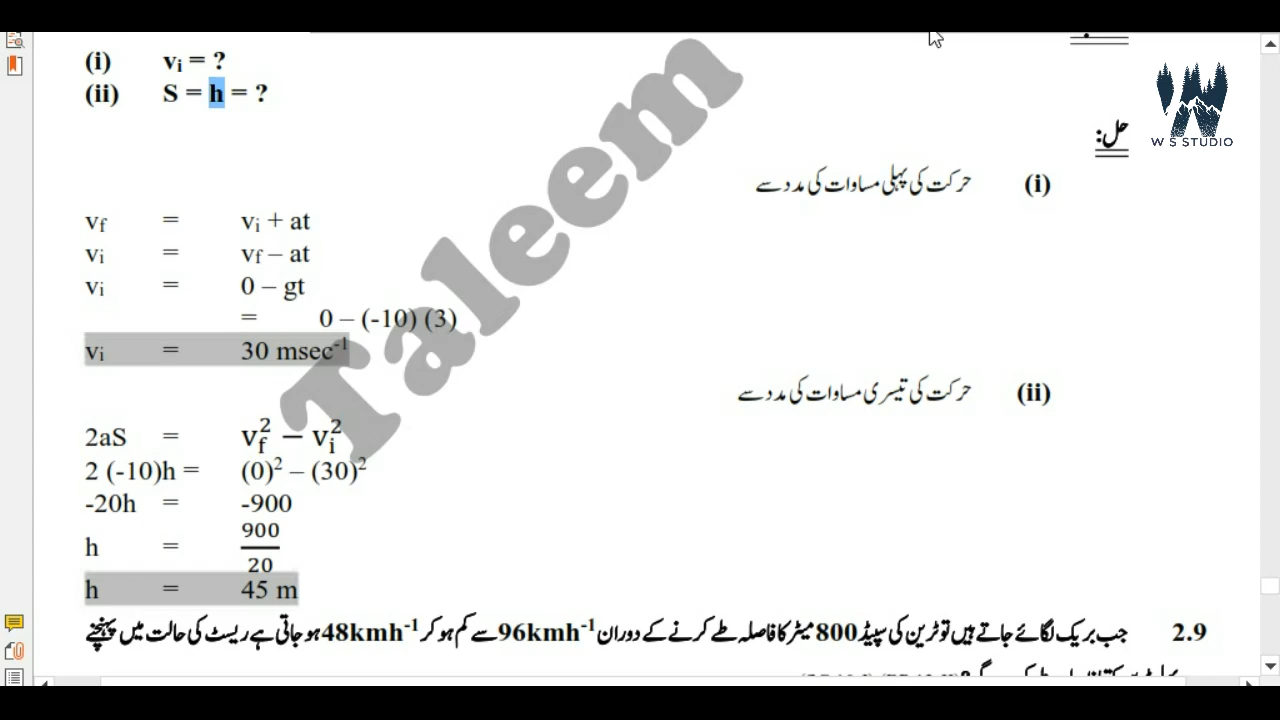 (i) vi = ?
(ii) S = h = ?
W S STUDIO
حل:
(i) حرکت کی پہلی مساوات کی مدد سے
vf = vi + at
vi = vf – at
vi = 0 – gt
= 0 – (-10) (3)
vi = 30 msec⁻¹
(ii) حرکت کی تیسری مساوات کی مدد سے
2aS = vf² − vi²
2 (-10)h = (0)² – (30)²
-20h = -900
h = 900/20
h = 45 m
2.9 جب بریک لگائے جاتے ہیں تو ٹرین کی سپیڈ 800 میٹر کا فاصلہ طے کرنے کے دوران 96kmh⁻¹ سے کم ہو کر 48kmh⁻¹ ہو جاتی ہے ریسٹ کی حالت میں پہنچنے
Taleem